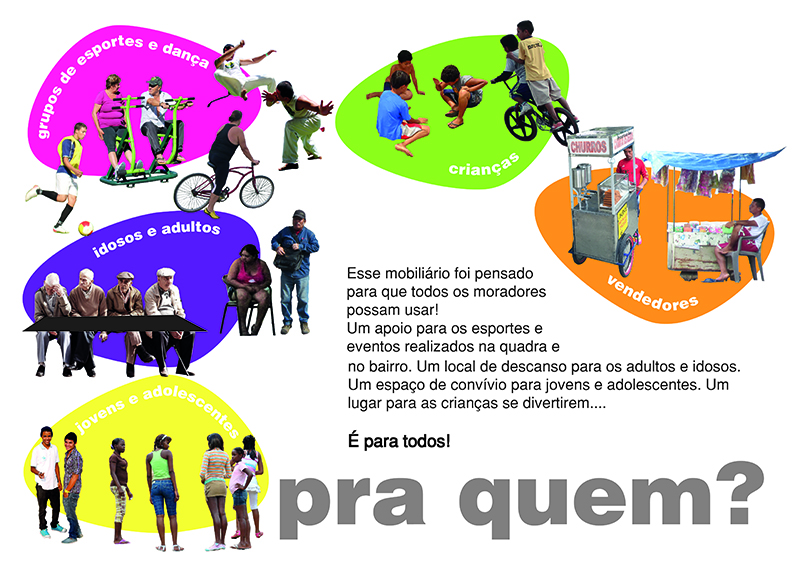 grupos de esportes e dança
crianças
CHURROS
vendedores
idosos e adultos
Esse mobiliário foi pensado
para que todos os moradores
possam usar!
Um apoio para os esportes e
eventos realizados na quadra e
no bairro. Um local de descanso para os adultos e idosos.
Um espaço de convívio para jovens e adolescentes. Um
lugar para as crianças se divertirem....
É para todos!
jovens e adolescentes
pra quem?